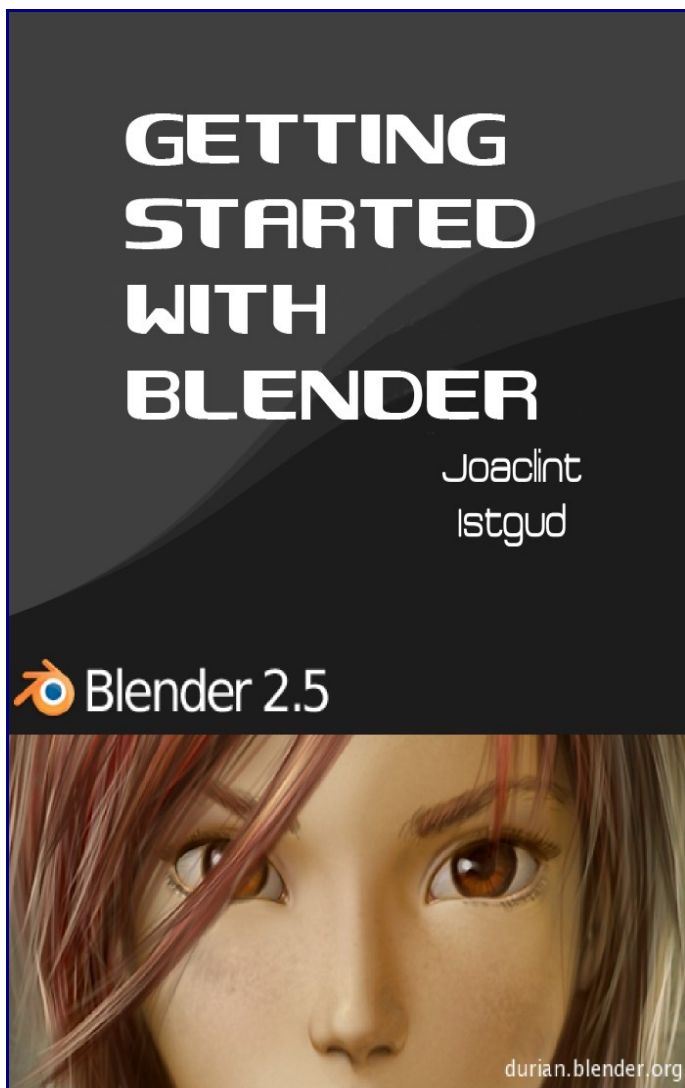 GETTING
STARTED
WITH
BLENDER
Joaclint
Istgud
Blender 2.5
durian.blender.org